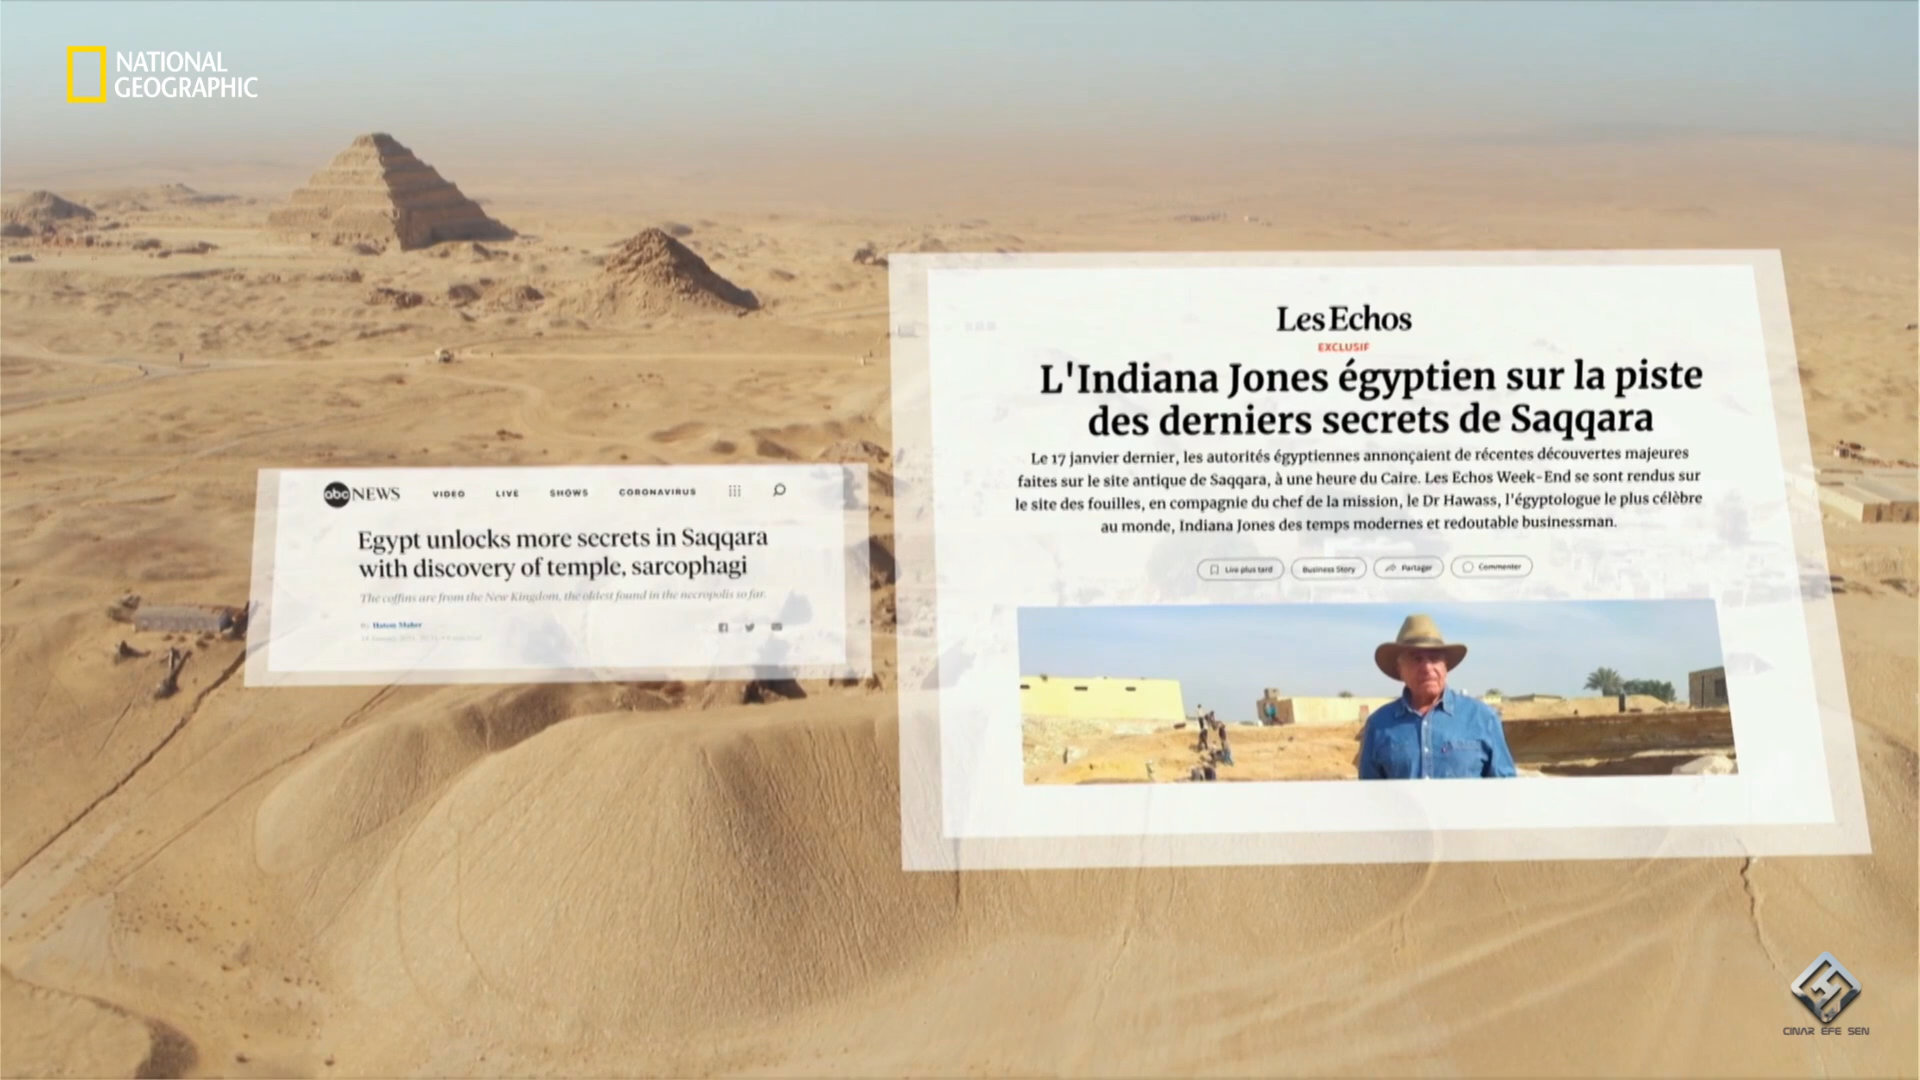 NATIONAL
GEOGRAPHIC
abc NEWS VIDEO LIVE SHOWS CORONAVIRUS
Egypt unlocks more secrets in Saqqara
with discovery of temple, sarcophagi
The coffins are from the New Kingdom, the oldest found in the necropolis so far.
By Hatem Maher
Les Echos
EXCLUSIF
L'Indiana Jones égyptien sur la piste
des derniers secrets de Saqqara
Le 17 janvier dernier, les autorités égyptiennes annonçaient de récentes découvertes majeures
faites sur le site antique de Saqqara, à une heure du Caire. Les Echos Week-End se sont rendus sur
le site des fouilles, en compagnie du chef de la mission, le Dr Hawass, l'égyptologue le plus célèbre
au monde, Indiana Jones des temps modernes et redoutable businessman.
Lire plus tard Business Story Partager Commenter
CINAR EFE SEN